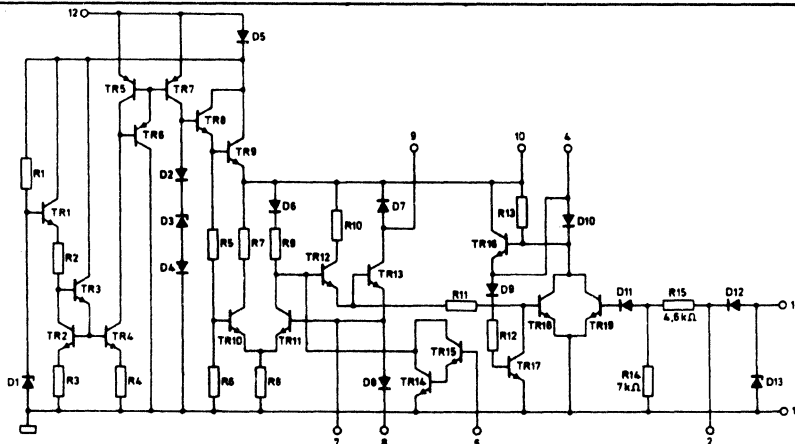 12
D5
TR5
TR7
TR6
TR8
TR9
9
10
4
D2
D6
D7
R13
D10
R1
R10
TR16
TR1
D3
R5
R7
R9
TR12
TR13
R2
D9
TR3
D4
R11
D11
R15
D12
4,6kΩ
TR18
TR19
R12
TR2
TR4
TR10
TR11
TR15
TR17
D1
R3
R4
R6
R8
D8
TR14
R14
7kΩ
D13
1
1
7
8
6
2